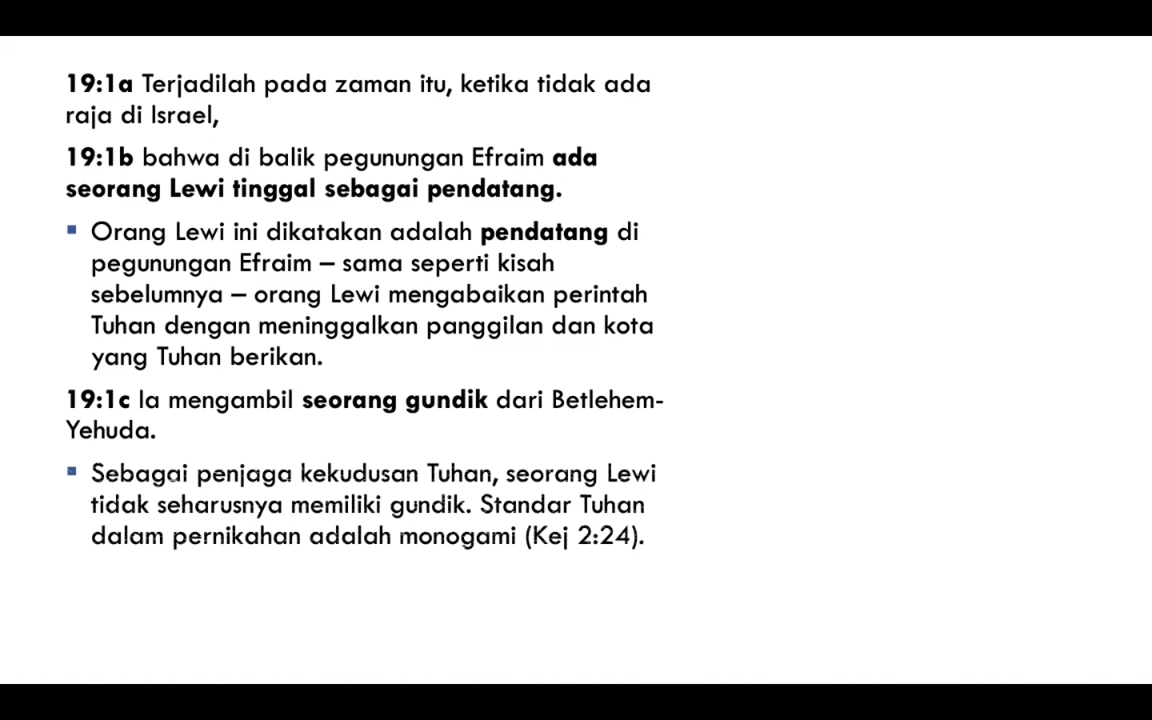 19:1a Terjadilah pada zaman itu, ketika tidak ada
raja di Israel,
19:1b bahwa di balik pegunungan Efraim ada
seorang Lewi tinggal sebagai pendatang.
▪ Orang Lewi ini dikatakan adalah pendatang di
pegunungan Efraim – sama seperti kisah
sebelumnya – orang Lewi mengabaikan perintah
Tuhan dengan meninggalkan panggilan dan kota
yang Tuhan berikan.
19:1c Ia mengambil seorang gundik dari Betlehem-
Yehuda.
▪ Sebagai penjaga kekudusan Tuhan, seorang Lewi
tidak seharusnya memiliki gundik. Standar Tuhan
dalam pernikahan adalah monogami (Kej 2:24).